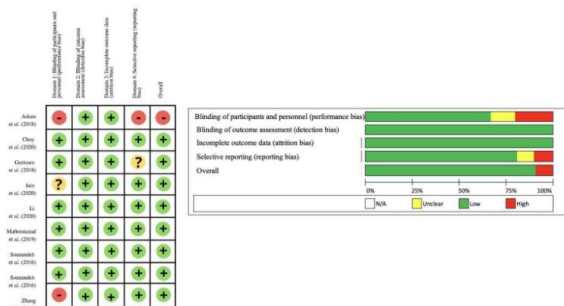 Domain 1: Blinding of participants and
personnel (performance bias)
Domain 2: Blinding of outcome
assessment (detection bias)
Domain 3: Incomplete outcome data
(attrition bias)
Domain 4: Selective reporting (reporting
bias)
Overall
Adam
et al. (2018)
Choy
et al. (2020)
et al. (2018)
Jain
et al. (2020)
Li
et al. (2020)
et al. (2019)
Soutzandeh
et al. (2016)
Soutzandeh
et al. (2016)
Zhang
Blinding of participants and personnel (performance bias)
Blinding of outcome assessment (detection bias)
Incomplete outcome data (attrition bias)
Selective reporting (reporting bias)
Overall
0% 25% 50% 75% 100%
N/A Unclear Low High